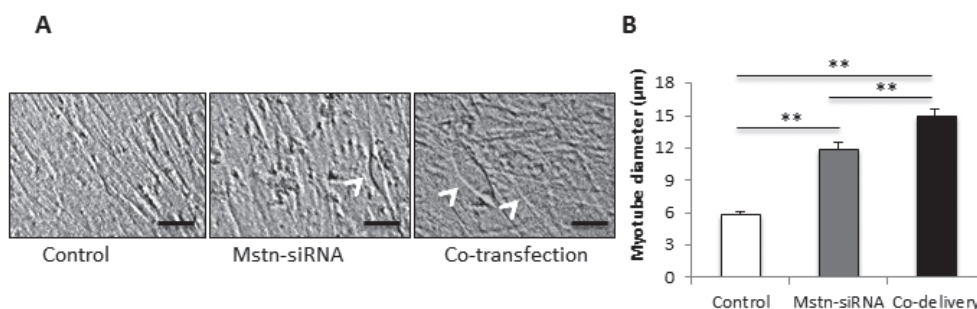 A
Control
Mstn-siRNA
Co-transfection
B
Myotube diameter (µm)
18
15
12
9
6
3
0
**
**
**
Control
Mstn-siRNA
Co-delivery